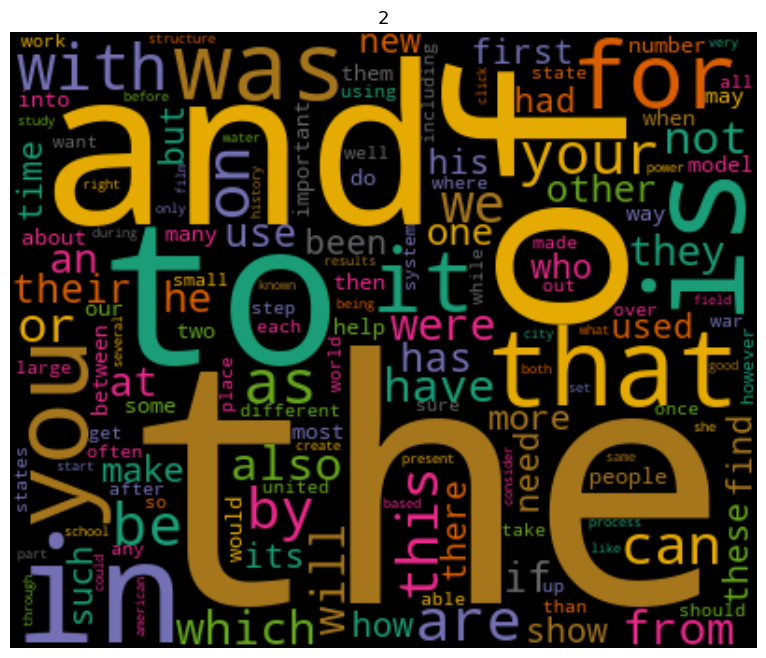 2
work
structure
with
was
new
first
number
very
for
them
using
including
click
state
all
into
before
had
may
study
and
of
when
want
but
time
water
well
do
important
his
where
your
not
power
model
right
film
on
history
only
we
other
way
is
about
during
many
use
been
system
one
made
who
out
they
an
to
it
results
then
while
their
he
small
known
being
over
field
our
step
each
or
several
two
help
were
city
what
used
war
however
large
between
at
place
world
as
has
that
both
set
good
you
some
different
have
sure
more
once
she
get
often
most
create
states
start
make
also
present
need
same
people
find
after
united
consider
so
would
by
based
this
there
be
school
its
take
process
like
can
these
part
such
any
the
in
will
if
up
able
than
should
through
could
american
which
how
are
show
from